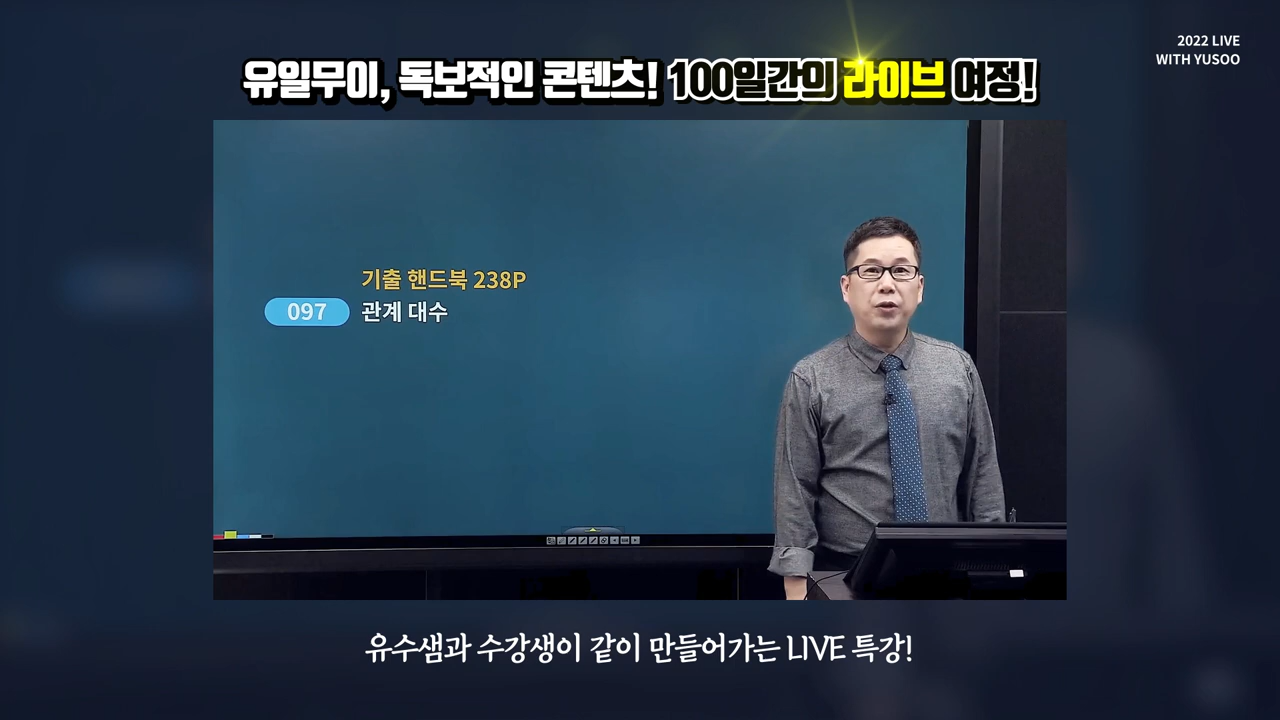 2022 LIVE
WITH YUSOO
유일무이, 독보적인 콘텐츠! 100일간의 라이브 여정!
기출 핸드북 238P
097 관계 대수
유수샘과 수강생이 같이 만들어가는 LIVE 특강!